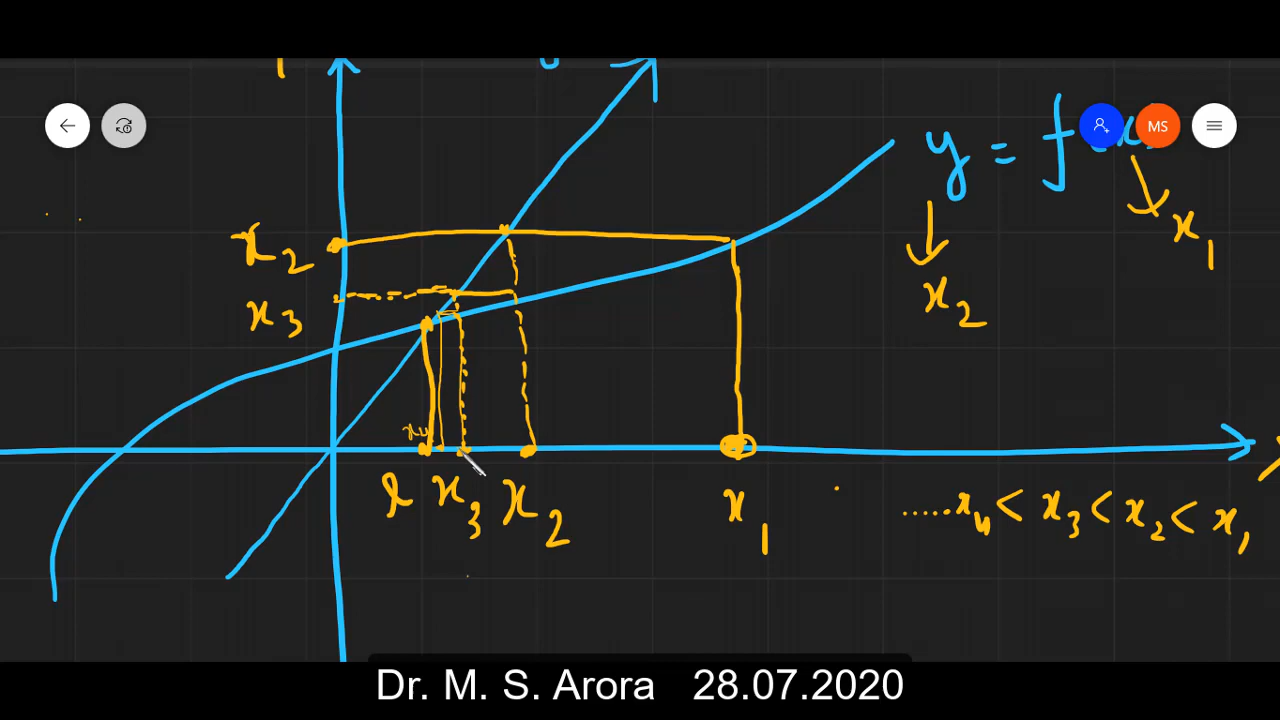 y = f(x)
MS
x₂
x₁
x₃
x₂
x₄
l x₃ x₂ x₁
.....x₄ < x₃ < x₂ < x₁
Dr. M. S. Arora 28.07.2020